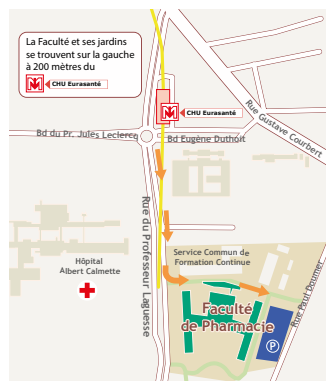 La Faculté et ses jardins
se trouvent sur la gauche
à 200 mètres du
CHU Eurasanté
CHU Eurasanté
Rue Gustave Courbert
Bd du Pr. Jules Leclercq
Bd Eugène Duthoit
Rue du Professeur Laguesse
Service Commun de
Formation Continue
Hôpital
Albert Calmette
Faculté
de Pharmacie
Rue Paul Doumer
P